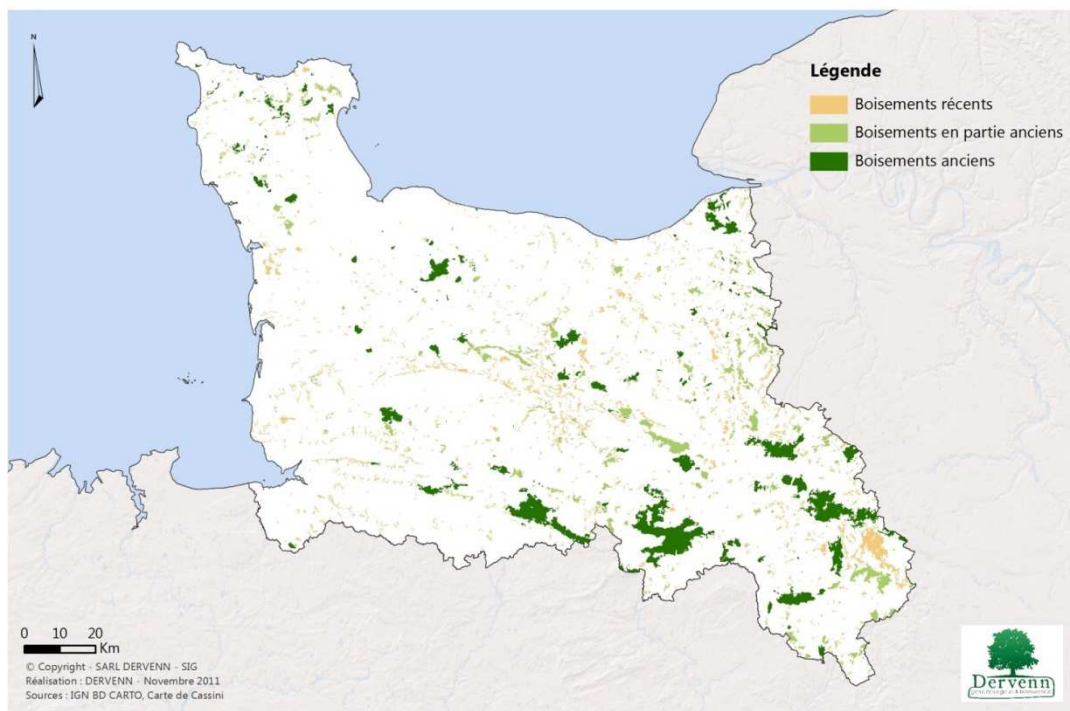 N
Légende
Boisements récents
Boisements en partie anciens
Boisements anciens
0 10 20
Km
© Copyright - SARL DERVENN - SIG
Réalisation : DERVENN - Novembre 2011
Sources : IGN BD CARTO, Carte de Cassini
Dervenn